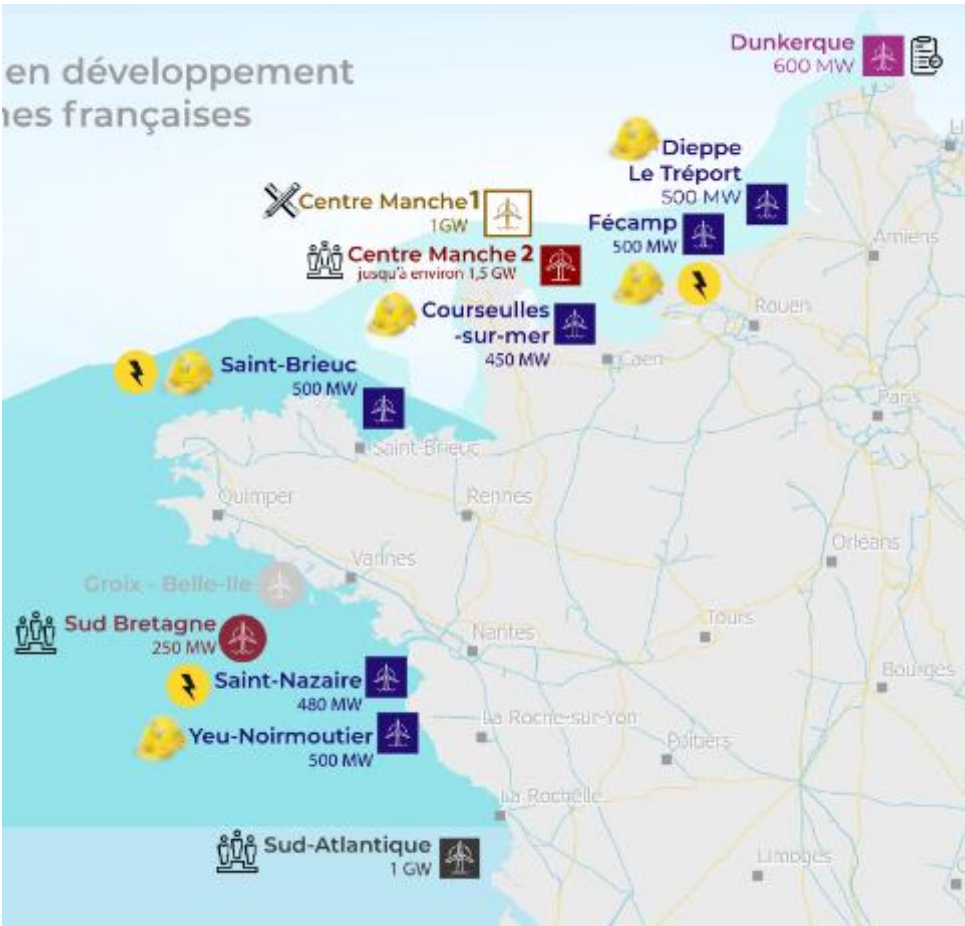 en développement
nes françaises
Dunkerque
600 MW
Dieppe
Le Tréport
500 MW
Fécamp
500 MW
Centre Manche 1
1GW
Centre Manche 2
jusqu'à environ 1,5 GW
Courseulles
-sur-mer
450 MW
Amiens
Rouen
Caen
Paris
Saint-Brieuc
500 MW
Saint-Brieuc
Quimper
Rennes
Orléans
Vannes
Groix - Belle-Ile
Sud Bretagne
250 MW
Nantes
Tours
Bourges
Saint-Nazaire
480 MW
Yeu-Noirmoutier
500 MW
La Roche-sur-Yon
Poitiers
La Rochelle
Sud-Atlantique
1 GW
Limoges